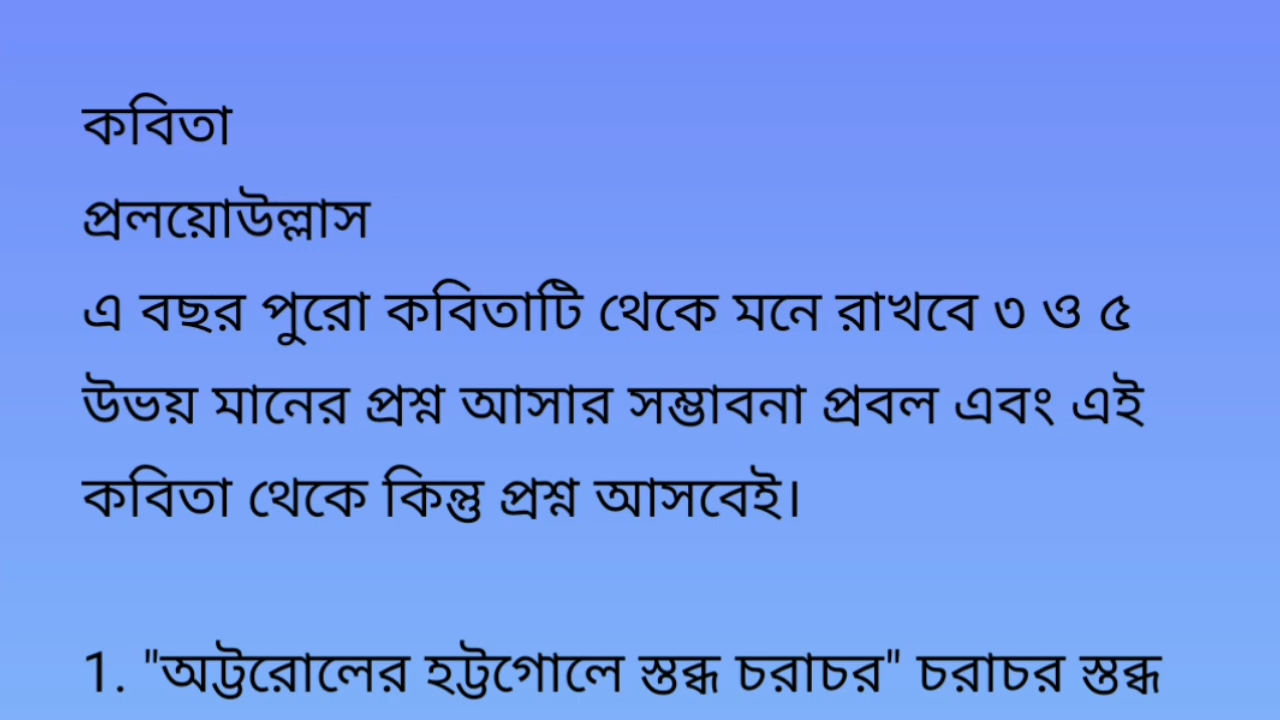 কবিতা
প্রলয়োউল্লাস
এ বছর পুরো কবিতাটি থেকে মনে রাখবে ৩ ও ৫
উভয় মানের প্রশ্ন আসার সম্ভাবনা প্রবল এবং এই
কবিতা থেকে কিন্তু প্রশ্ন আসবেই।
1. "অট্টরোলের হট্টগোলে স্তব্ধ চরাচর" চরাচর স্তব্ধ